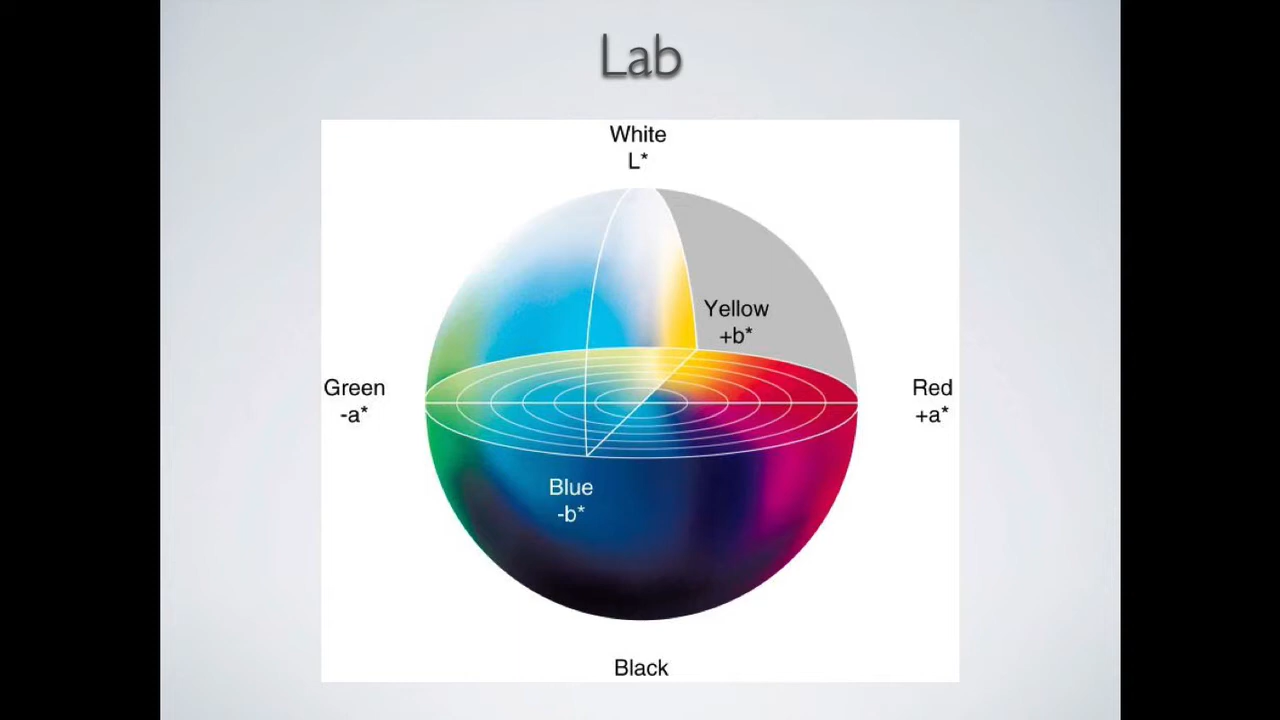 Lab
White
L*
Yellow
+b*
Green
-a*
Red
+a*
Blue
-b*
Black